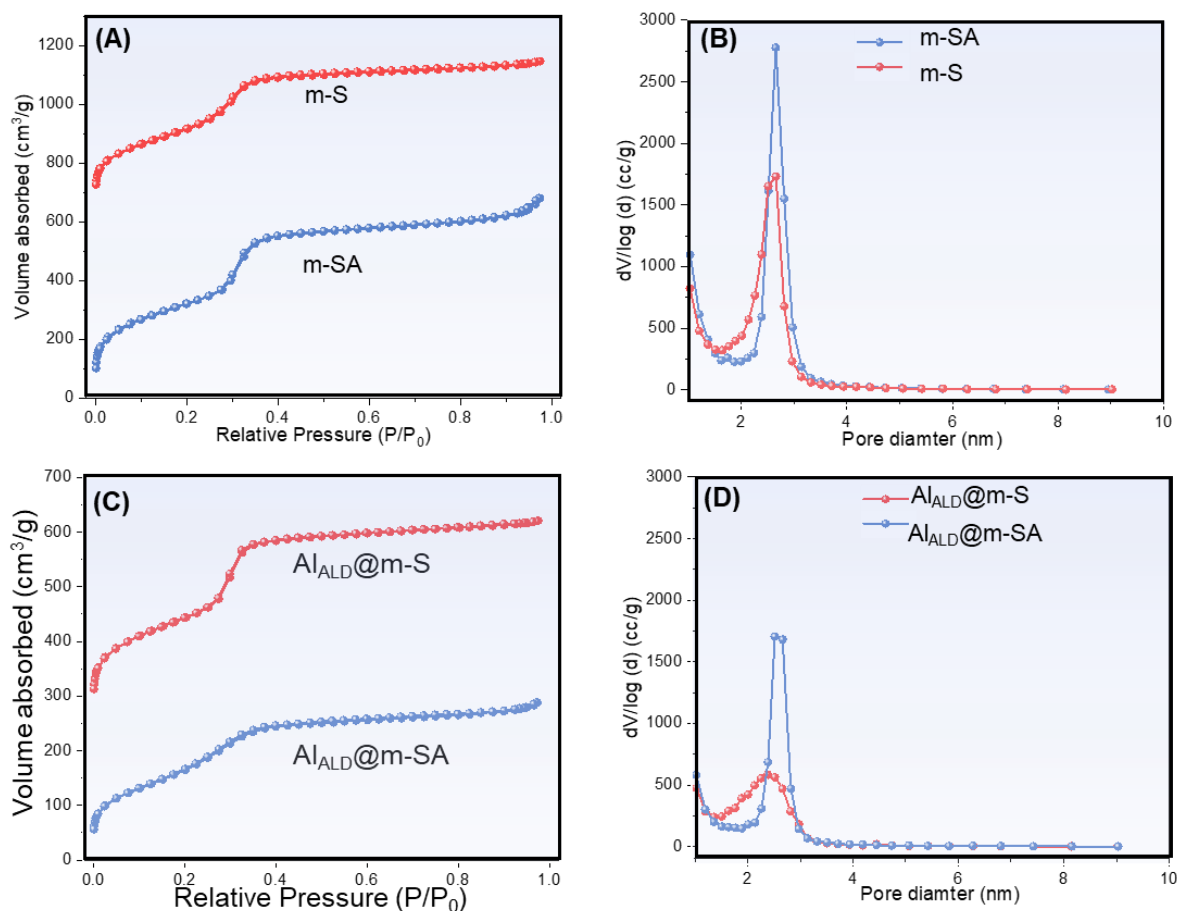 (A)
1200
1000
800
600
400
200
0
Volume absorbed (cm³/g)
m-S
m-SA
0.0 0.2 0.4 0.6 0.8 1.0
Relative Pressure (P/P₀)
(B)
3000
2500
2000
1500
1000
500
0
dV/log (d) (cc/g)
m-SA
m-S
2 4 6 8 10
Pore diamter (nm)
(C)
700
600
500
400
300
200
100
0
Volume absorbed (cm³/g)
Al_ALD@m-S
Al_ALD@m-SA
0.0 0.2 0.4 0.6 0.8 1.0
Relative Pressure (P/P₀)
(D)
3000
2500
2000
1500
1000
500
0
dV/log (d) (cc/g)
Al_ALD@m-S
Al_ALD@m-SA
2 4 6 8 10
Pore diamter (nm)